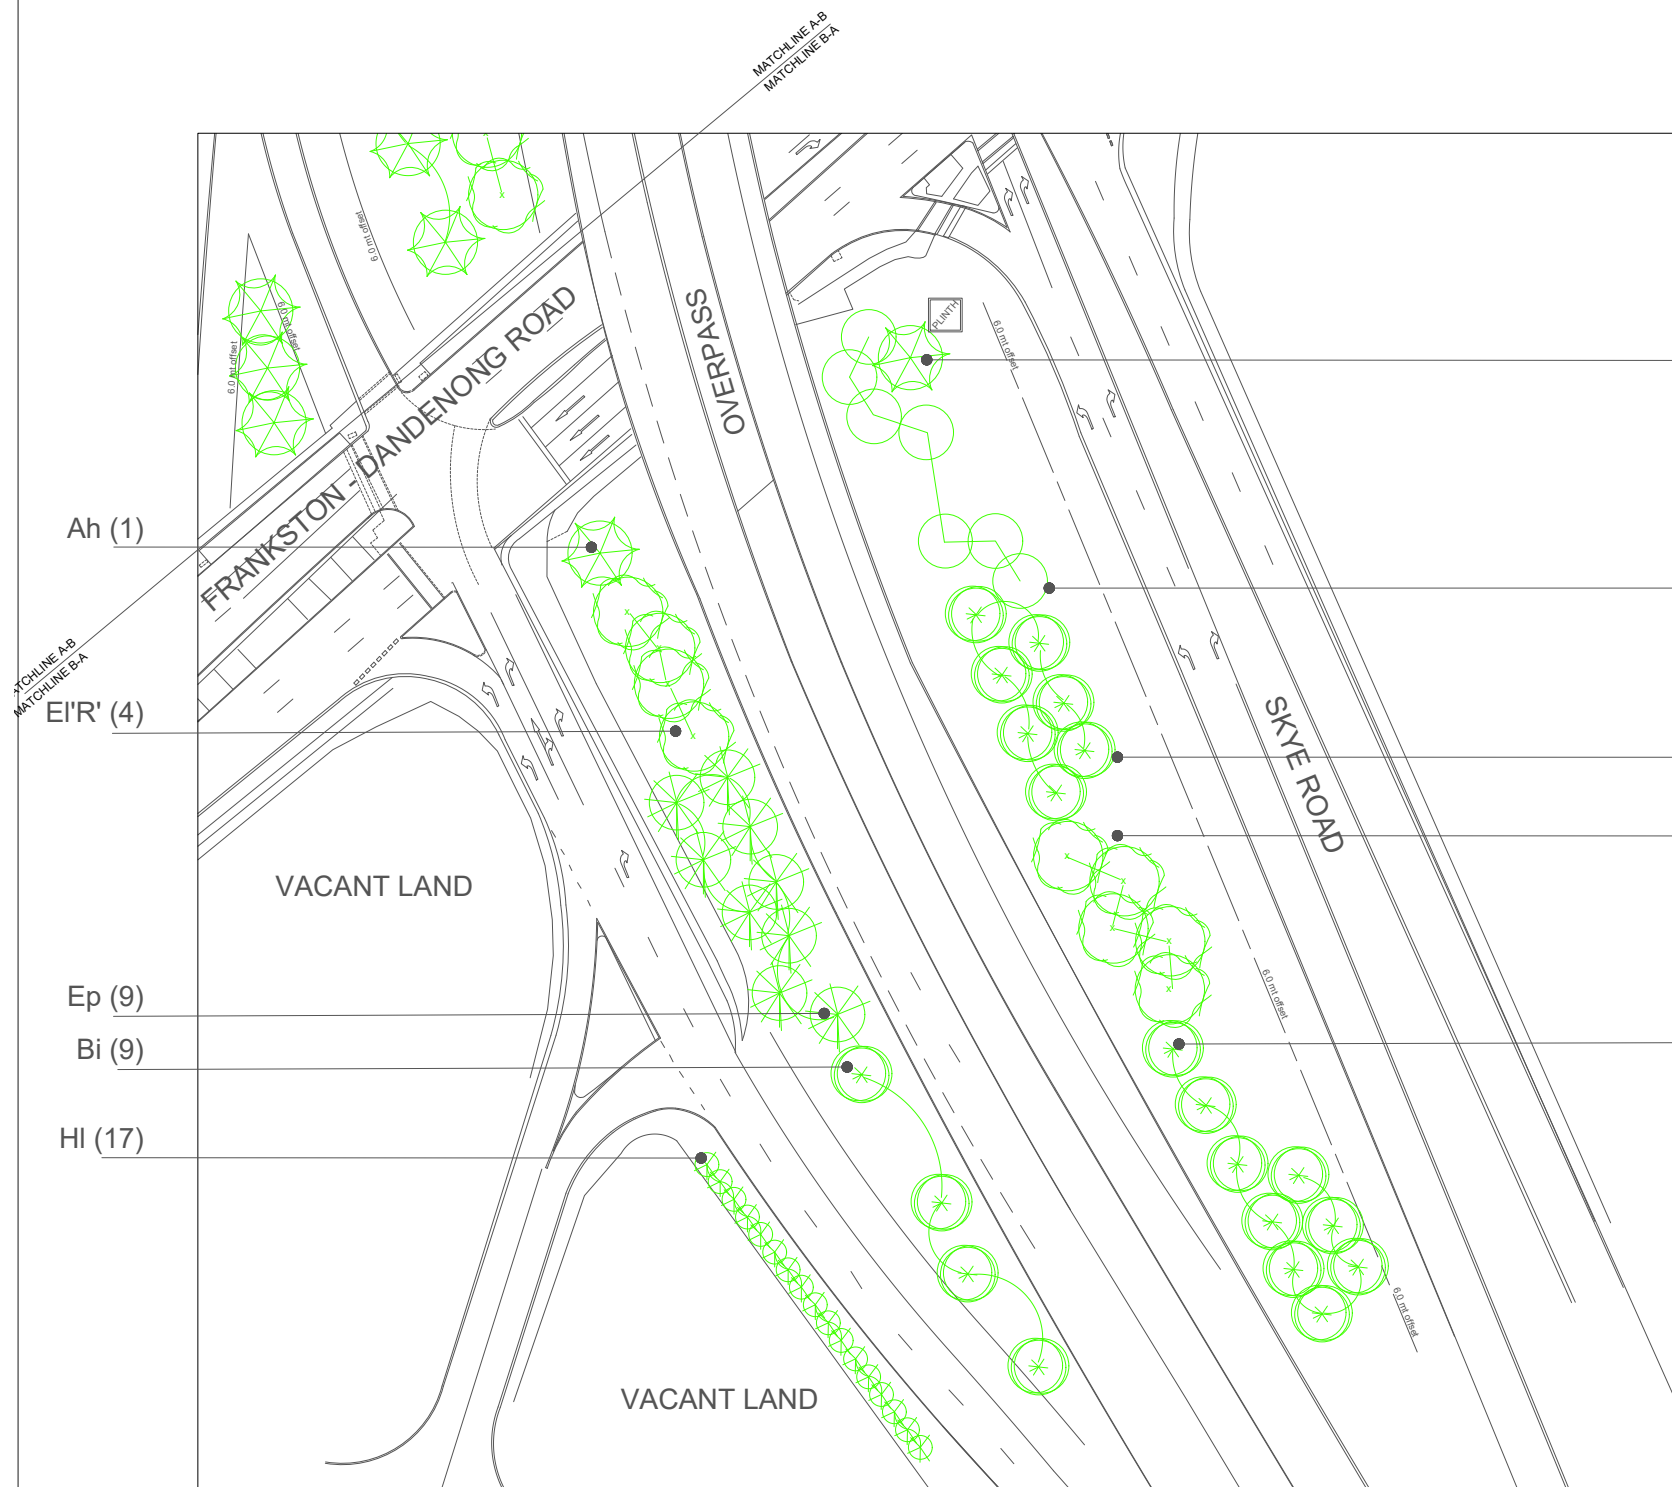 MATCHLINE A-B
MATCHLINE B-A
6.0 mt offset
6.0 mt offset
6.0 mt offset
FRANKSTON - DANDENONG ROAD
OVERPASS
PLINTH
6.0 mt offset
Ah (1)
ATCHLINE A-B
MATCHLINE B-A
El'R' (4)
SKYE ROAD
VACANT LAND
6.0 mt offset
Ep (9)
Bi (9)
Hl (17)
6.0 mt offset
VACANT LAND